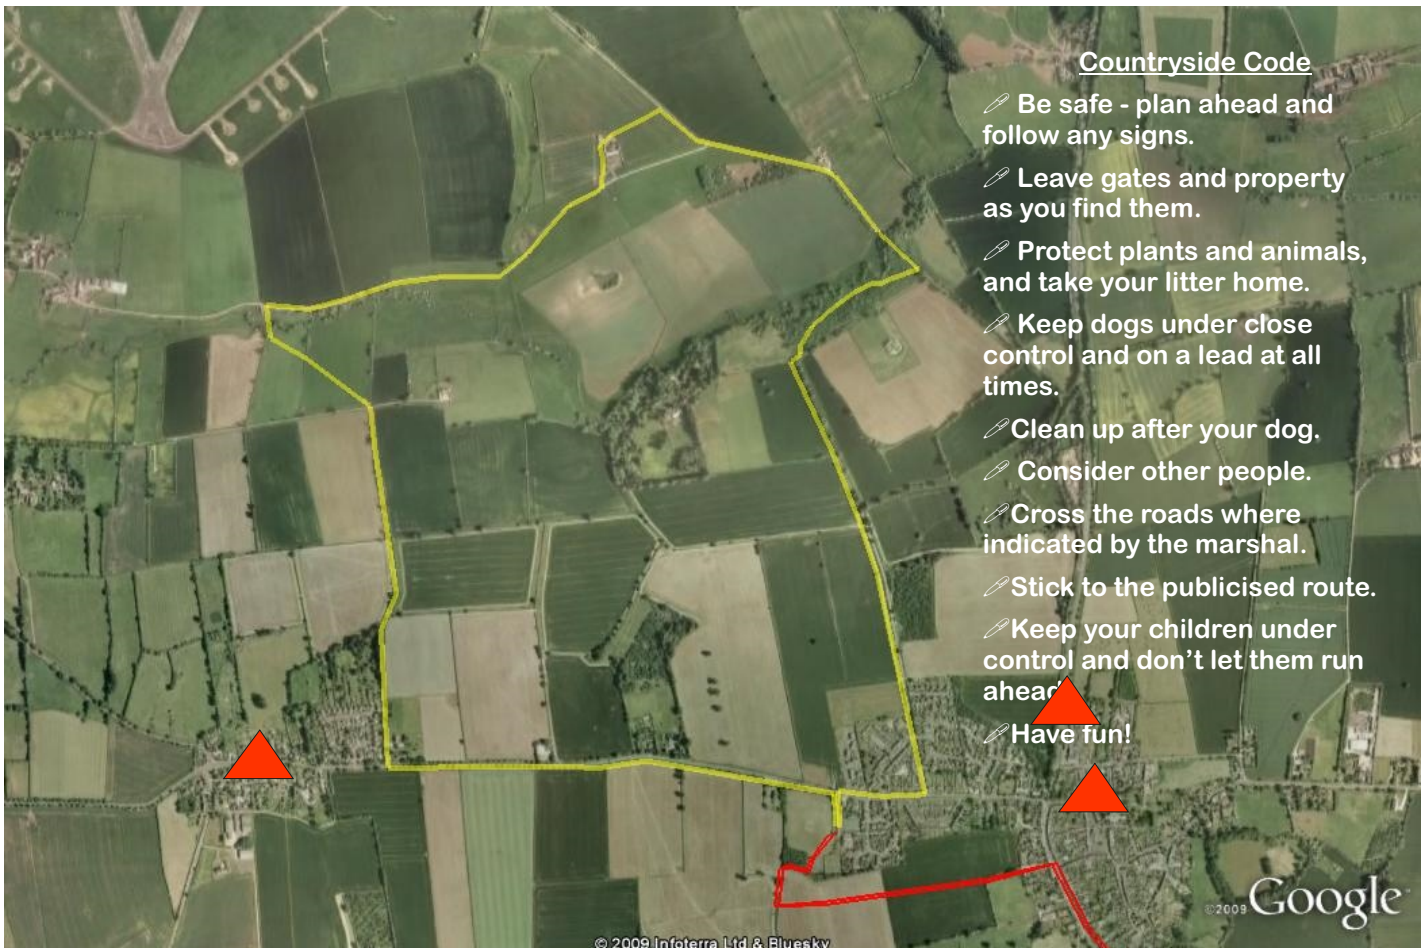 Countryside Code
Be safe - plan ahead and
follow any signs.
Leave gates and property
as you find them.
Protect plants and animals,
and take your litter home.
Keep dogs under close
control and on a lead at all
times.
Clean up after your dog.
Consider other people.
Cross the roads where
indicated by the marshal.
Stick to the publicised route.
Keep your children under
control and don’t let them run
ahead
Have fun!
©2009 Google
© 2009 Infoterra Ltd & Bluesky